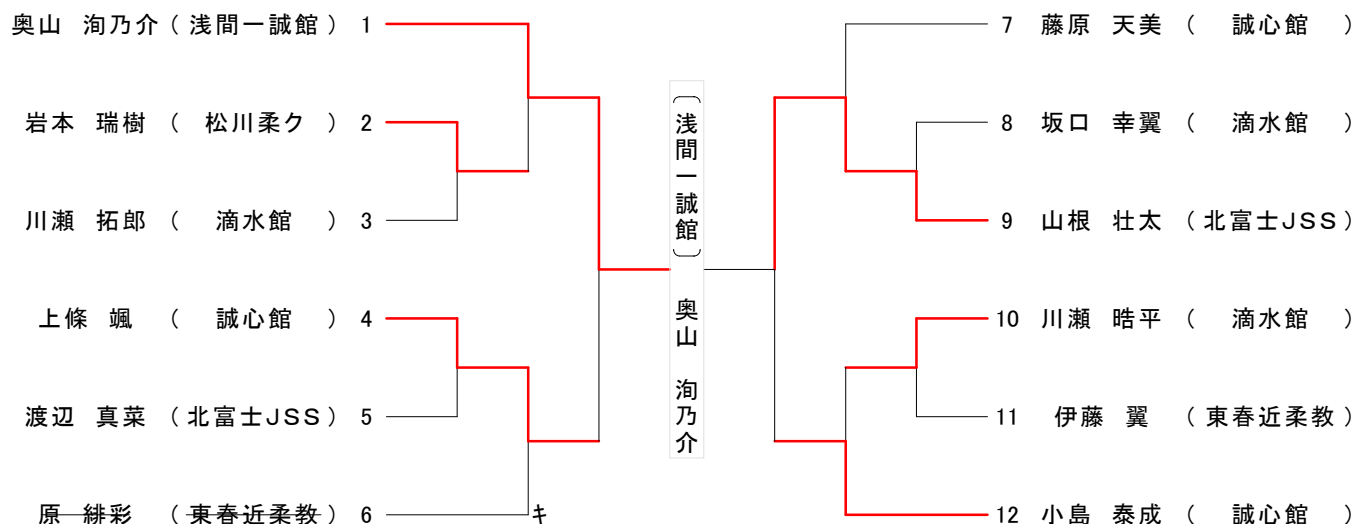 奥山 洵乃介 ( 浅間一誠館 ) 1
岩本 瑞樹 ( 松川柔ク ) 2
川瀬 拓郎 ( 滴水館 ) 3
上條 颯 ( 誠心館 ) 4
渡辺 真菜 ( 北富士JSS ) 5
原 緋彩 ( 東春近柔教 ) 6 キ
(浅間一誠館) 奥山 洵乃介
7 藤原 天美 ( 誠心館 )
8 坂口 幸翼 ( 滴水館 )
9 山根 壮太 ( 北富士JSS )
10 川瀬 晧平 ( 滴水館 )
11 伊藤 翼 ( 東春近柔教 )
12 小島 泰成 ( 誠心館 )